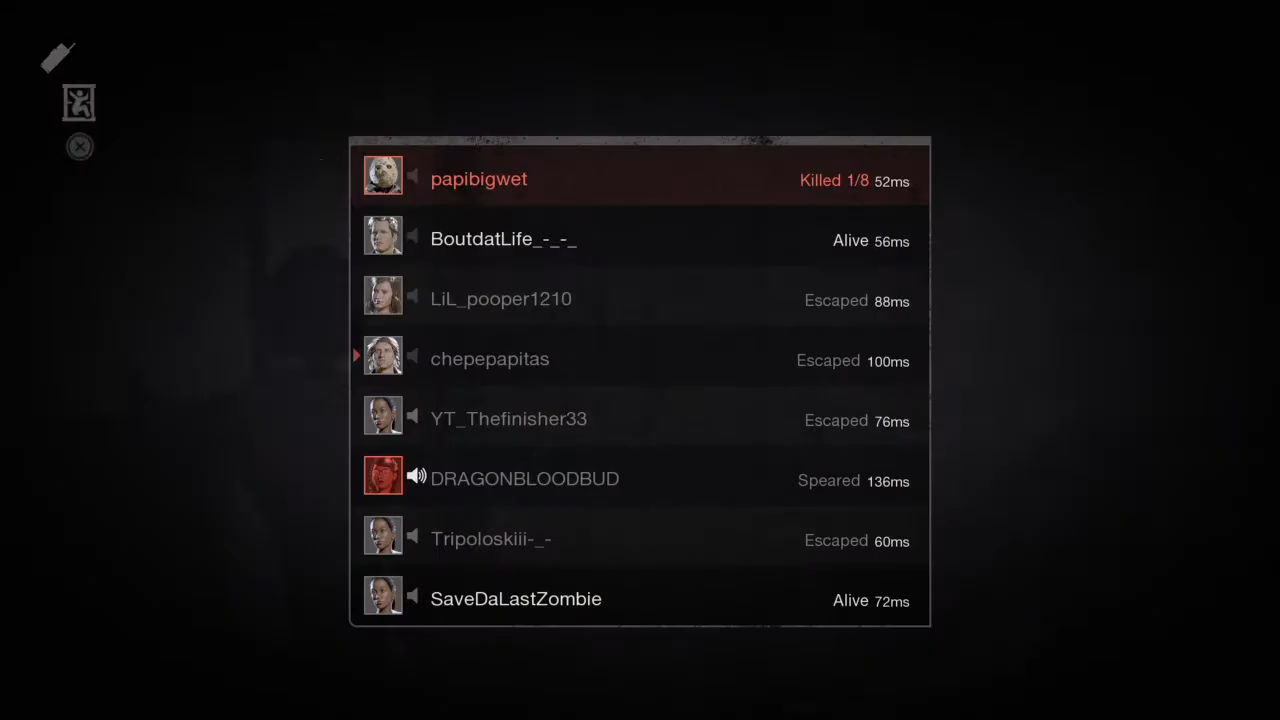 papibigwet Killed 1/8 52ms
BoutdatLife_-_-_ Alive 56ms
LiL_pooper1210 Escaped 88ms
chepepapitas Escaped 100ms
YT_Thefinisher33 Escaped 76ms
DRAGONBLOODBUD Speared 136ms
Tripoloskiii-_- Escaped 60ms
SaveDaLastZombie Alive 72ms